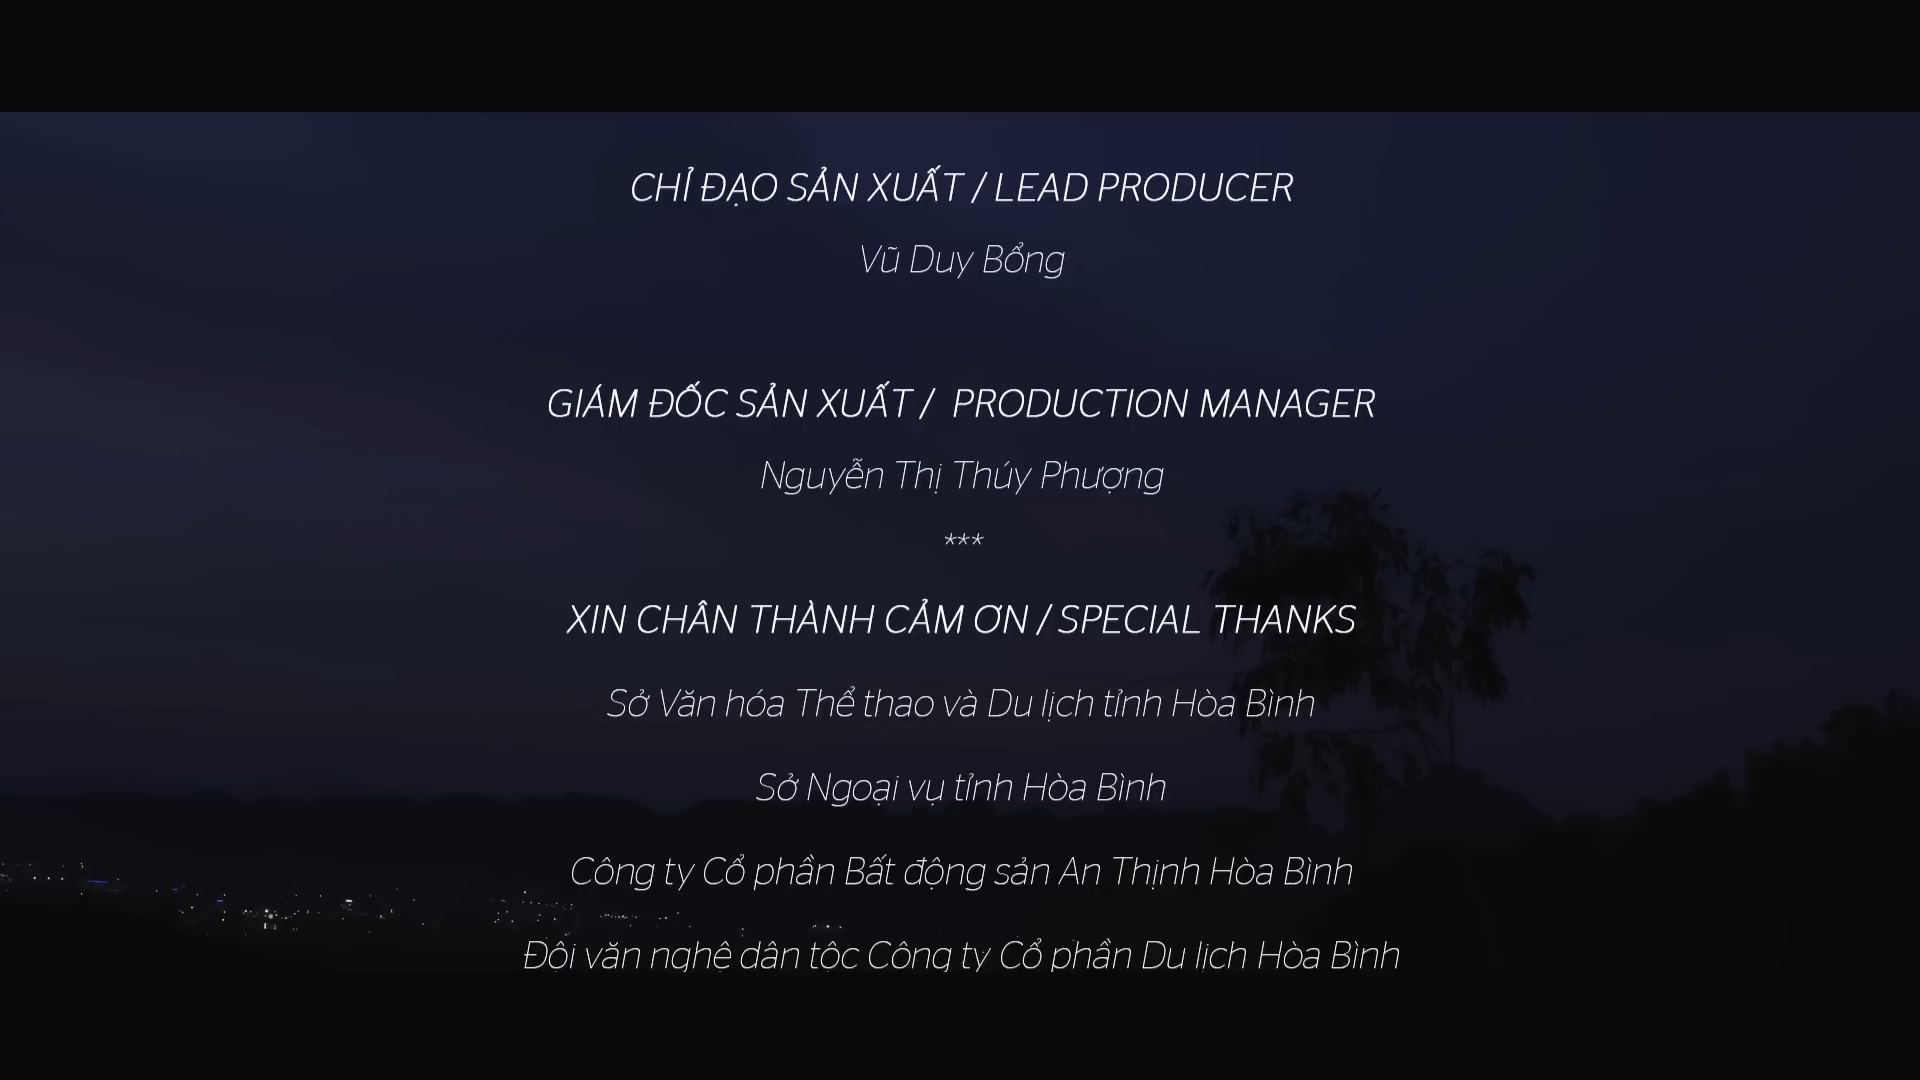 CHỈ ĐẠO SẢN XUẤT / LEAD PRODUCER
Vũ Duy Bổng
GIÁM ĐỐC SẢN XUẤT / PRODUCTION MANAGER
Nguyễn Thị Thúy Phượng
***
XIN CHÂN THÀNH CẢM ƠN / SPECIAL THANKS
Sở Văn hóa Thể thao và Du lịch tỉnh Hòa Bình
Sở Ngoại vụ tỉnh Hòa Bình
Công ty Cổ phần Bất động sản An Thịnh Hòa Bình
Đội văn nghệ dân tộc Công ty Cổ phần Du lịch Hòa Bình